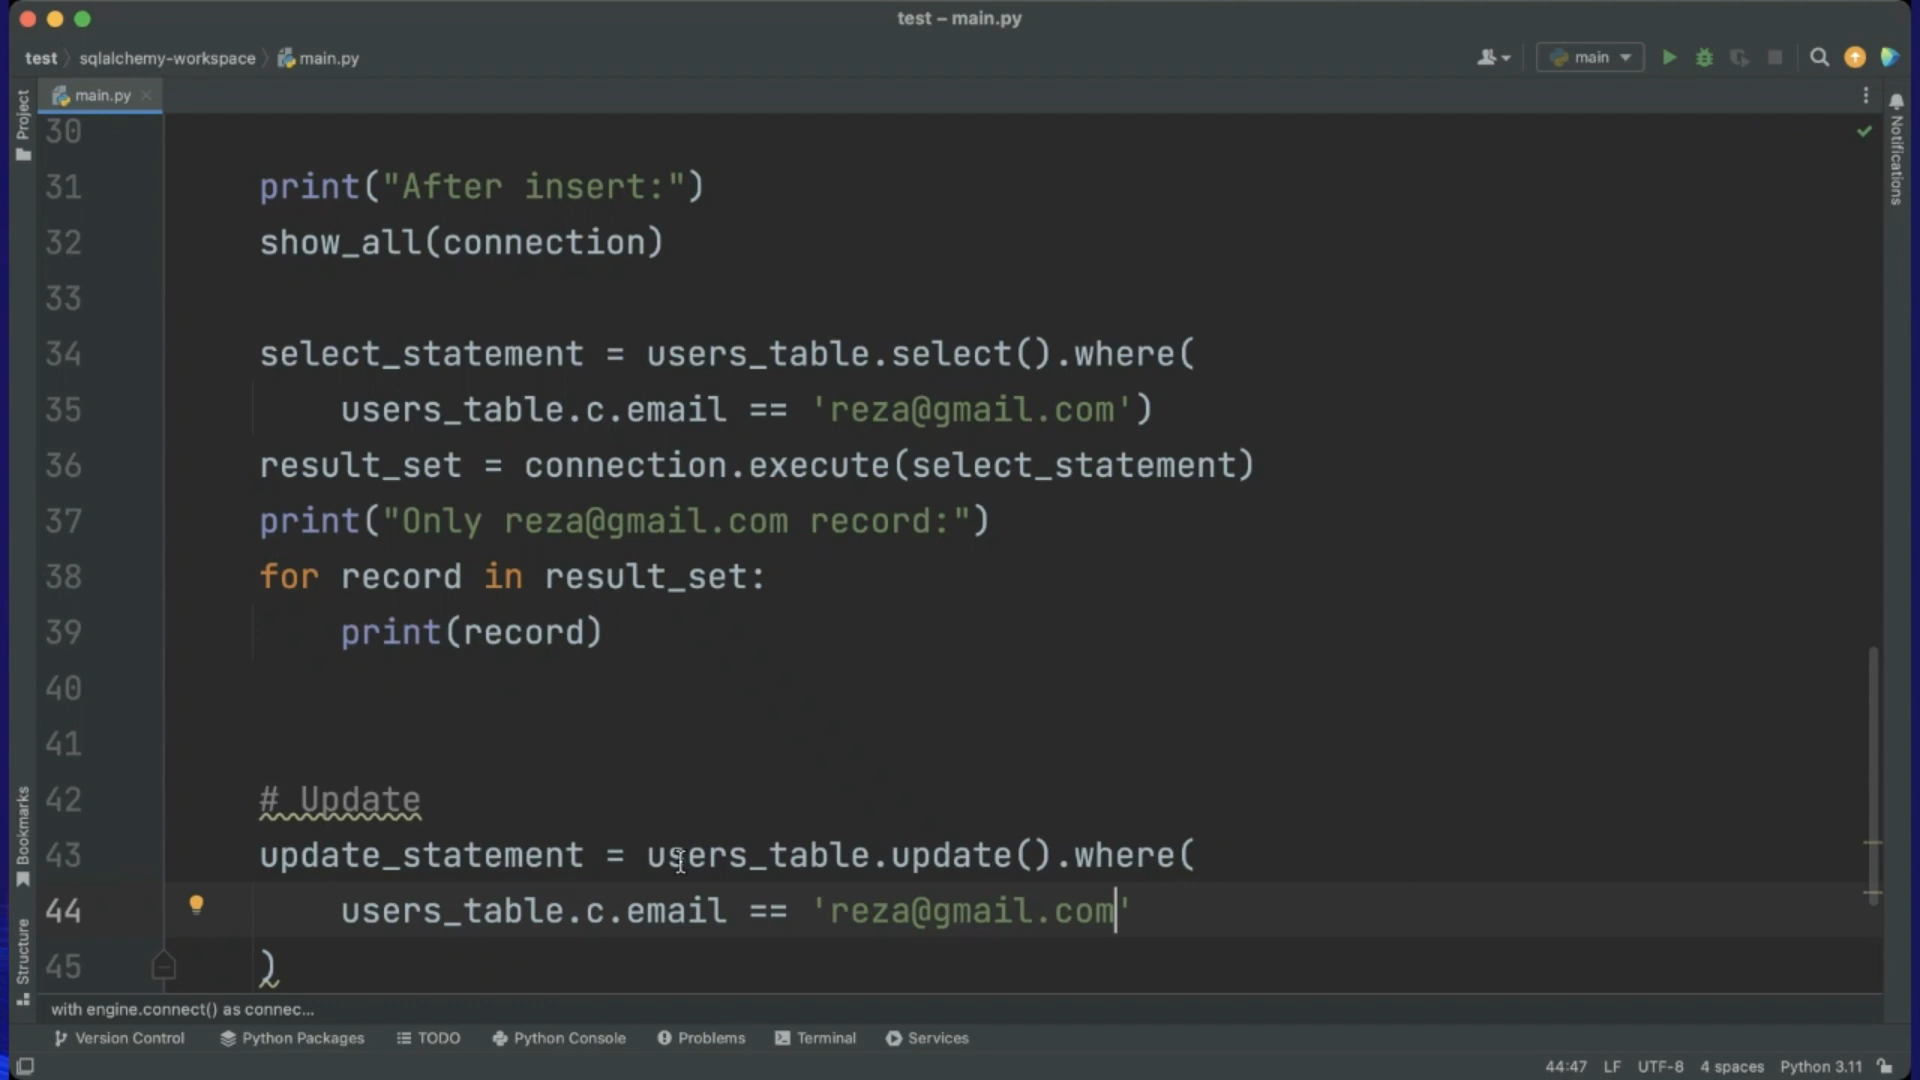 test – main.py
test
sqlalchemy-workspace
main.py
main
Project
main.py
Notifications
30
31 print("After insert:")
32 show_all(connection)
33
34 select_statement = users_table.select().where(
35 users_table.c.email == 'reza@gmail.com')
36 result_set = connection.execute(select_statement)
37 print("Only reza@gmail.com record:")
38 for record in result_set:
39 print(record)
40
41
42 # Update
43 update_statement = users_table.update().where(
44 users_table.c.email == 'reza@gmail.com'
45 )
Bookmarks
Structure
with engine.connect() as connec...
Version Control
Python Packages
TODO
Python Console
Problems
Terminal
Services
44:47 LF UTF-8 4 spaces Python 3.11